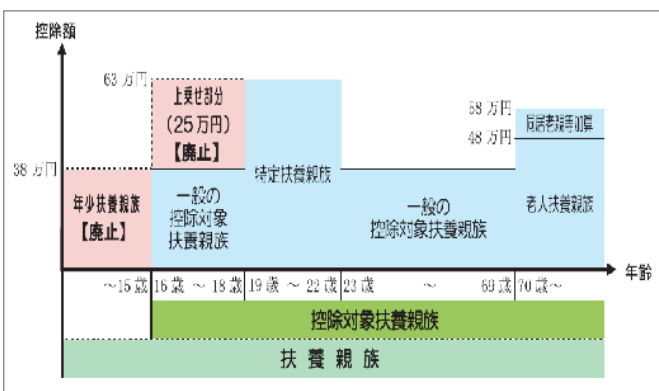 控除額
63 万円
上乗せ部分
(25万円)
【廃止】
58 万円
同居老親等加算
48 万円
38 万円
特定扶養親族
年少扶養親族
【廃止】
一般の
控除対象
扶養親族
一般の
控除対象扶養親族
老人扶養親族
年齢
～15 歳 16 歳 ～ 18 歳 19 歳 ～ 22 歳 23 歳 ～ 69 歳 70 歳～
控除対象扶養親族
扶養親族